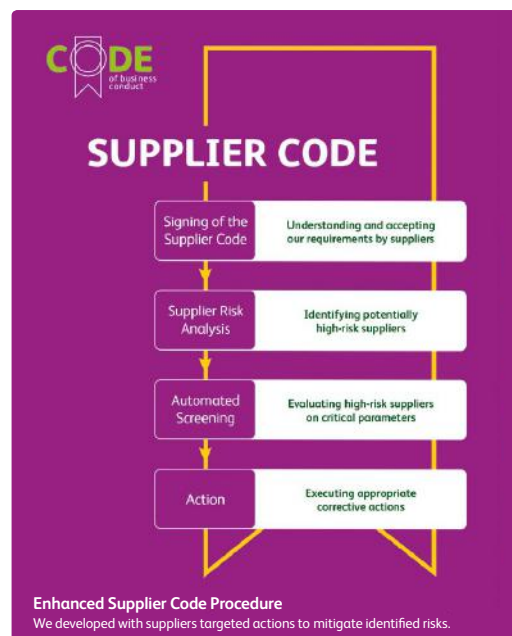 CODE
of business
conduct
SUPPLIER CODE
Signing of the
Supplier Code
Understanding and accepting
our requirements by suppliers
Supplier Risk
Analysis
Identifying potentially
high-risk suppliers
Automated
Screening
Evaluating high-risk suppliers
on critical parameters
Action
Executing appropriate
corrective actions
Enhanced Supplier Code Procedure
We developed with suppliers targeted actions to mitigate identified risks.